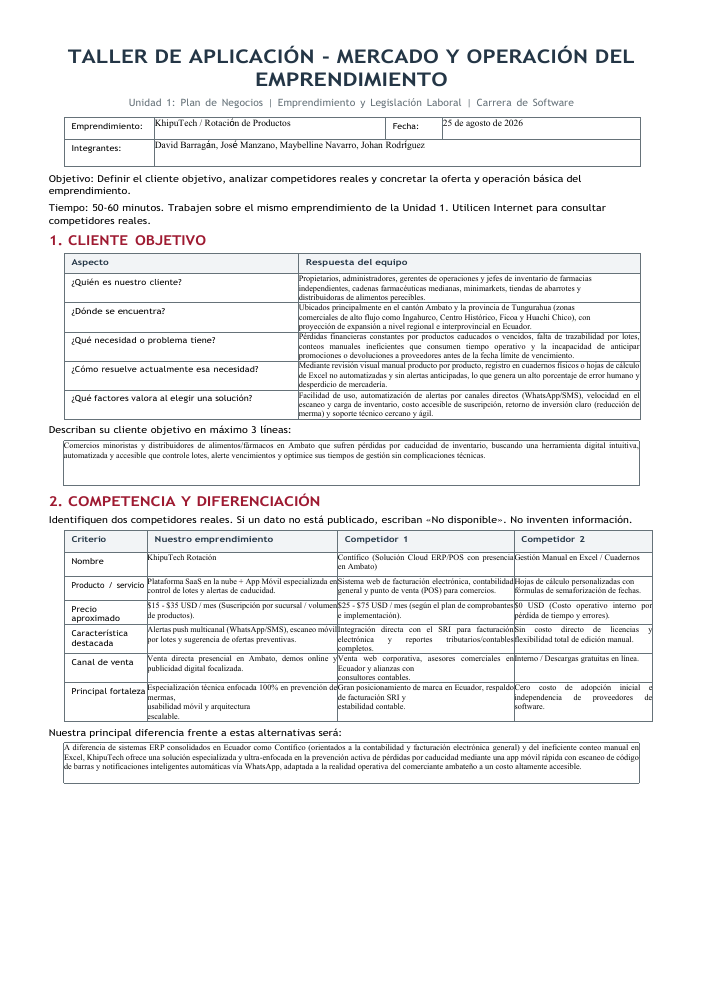 TALLER DE APLICACIÓN - MERCADO Y OPERACIÓN DEL
EMPRENDIMIENTO
Unidad 1: Plan de Negocios | Emprendimiento y Legislación Laboral | Carrera de Software
Emprendimiento: KhipuTech / Rotación de Productos Fecha: 25 de agosto de 2026
Integrantes: David Barragán, José Manzano, Maybelline Navarro, Johan Rodríguez
Objetivo: Definir el cliente objetivo, analizar competidores reales y concretar la oferta y operación básica del
emprendimiento.
Tiempo: 50-60 minutos. Trabajen sobre el mismo emprendimiento de la Unidad 1. Utilicen Internet para consultar
competidores reales.
1. CLIENTE OBJETIVO
Aspecto Respuesta del equipo
¿Quién es nuestro cliente?
Propietarios, administradores, gerentes de operaciones y jefes de inventario de farmacias
independientes, cadenas farmacéuticas medianas, minimarkets, tiendas de abarrotes y
distribuidoras de alimentos perecibles.
¿Dónde se encuentra?
Ubicados principalmente en el cantón Ambato y la provincia de Tungurahua (zonas
comerciales de alto flujo como Ingahurco, Centro Histórico, Ficoa y Huachi Chico), con
proyección de expansión a nivel regional e interprovincial en Ecuador.
¿Qué necesidad o problema tiene?
Pérdidas financieras constantes por productos caducados o vencidos, falta de trazabilidad por lotes,
conteos manuales ineficientes que consumen tiempo operativo y la incapacidad de anticipar
promociones o devoluciones a proveedores antes de la fecha límite de vencimiento.
¿Cómo resuelve actualmente esa necesidad?
Mediante revisión visual manual producto por producto, registro en cuadernos físicos o hojas de cálculo
de Excel no automatizadas y sin alertas anticipadas, lo que genera un alto porcentaje de error humano y
desperdicio de mercadería.
¿Qué factores valora al elegir una solución?
Facilidad de uso, automatización de alertas por canales directos (WhatsApp/SMS), velocidad en el
escaneo y carga de inventario, costo accesible de suscripción, retorno de inversión claro (reducción de
merma) y soporte técnico cercano y ágil.
Describan su cliente objetivo en máximo 3 líneas:
Comercios minoristas y distribuidores de alimentos/fármacos en Ambato que sufren pérdidas por caducidad de inventario, buscando una herramienta digital intuitiva,
automatizada y accesible que controle lotes, alerte vencimientos y optimice sus tiempos de gestión sin complicaciones técnicas.
2. COMPETENCIA Y DIFERENCIACIÓN
Identifiquen dos competidores reales. Si un dato no está publicado, escriban «No disponible». No inventen información.
Criterio Nuestro emprendimiento Competidor 1 Competidor 2
Nombre
KhipuTech Rotación
Contífico (Solución Cloud ERP/POS con presencia
en Ambato)
Gestión Manual en Excel / Cuadernos
Producto / servicio
Plataforma SaaS en la nube + App Móvil especializada en
control de lotes y alertas de caducidad.
Sistema web de facturación electrónica, contabilidad
general y punto de venta (POS) para comercios.
Hojas de cálculo personalizadas con
fórmulas de semaforización de fechas.
Precio
aproximado
$15 - $35 USD / mes (Suscripción por sucursal / volumen
de productos).
$25 - $75 USD / mes (según el plan de comprobantes
e implementación).
$0 USD (Costo operativo interno por
pérdida de tiempo y errores).
Característica
destacada
Alertas push multicanal (WhatsApp/SMS), escaneo móvil
por lotes y sugerencia de ofertas preventivas.
Integración directa con el SRI para facturación
electrónica y reportes tributarios/contables
completos.
Sin costo directo de licencias y
flexibilidad total de edición manual.
Canal de venta
Venta directa presencial en Ambato, demos online y
publicidad digital focalizada.
Venta web corporativa, asesores comerciales en
Ecuador y alianzas con
consultores contables.
Interno / Descargas gratuitas en línea.
Principal fortaleza
Especialización técnica enfocada 100% en prevención de
mermas,
usabilidad móvil y arquitectura
escalable.
Gran posicionamiento de marca en Ecuador, respaldo
de facturación SRI y
estabilidad contable.
Cero costo de adopción inicial e
independencia de proveedores de
software.
Nuestra principal diferencia frente a estas alternativas será:
A diferencia de sistemas ERP consolidados en Ecuador como Contífico (orientados a la contabilidad y facturación electrónica general) y del ineficiente conteo manual en
Excel, KhipuTech ofrece una solución especializada y ultra-enfocada en la prevención activa de pérdidas por caducidad mediante una app móvil rápida con escaneo de código
de barras y notificaciones inteligentes automáticas vía WhatsApp, adaptada a la realidad operativa del comerciante ambateño a un costo altamente accesible.